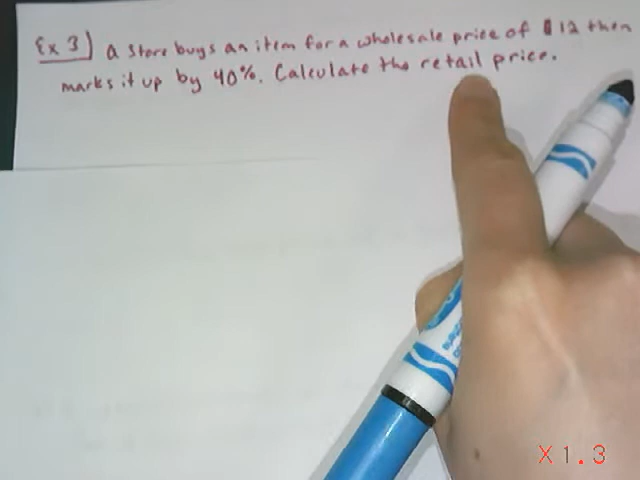 Ex 3) A store buys an item for a wholesale price of $12 then
marks it up by 40%. Calculate the retail price.
X1.3